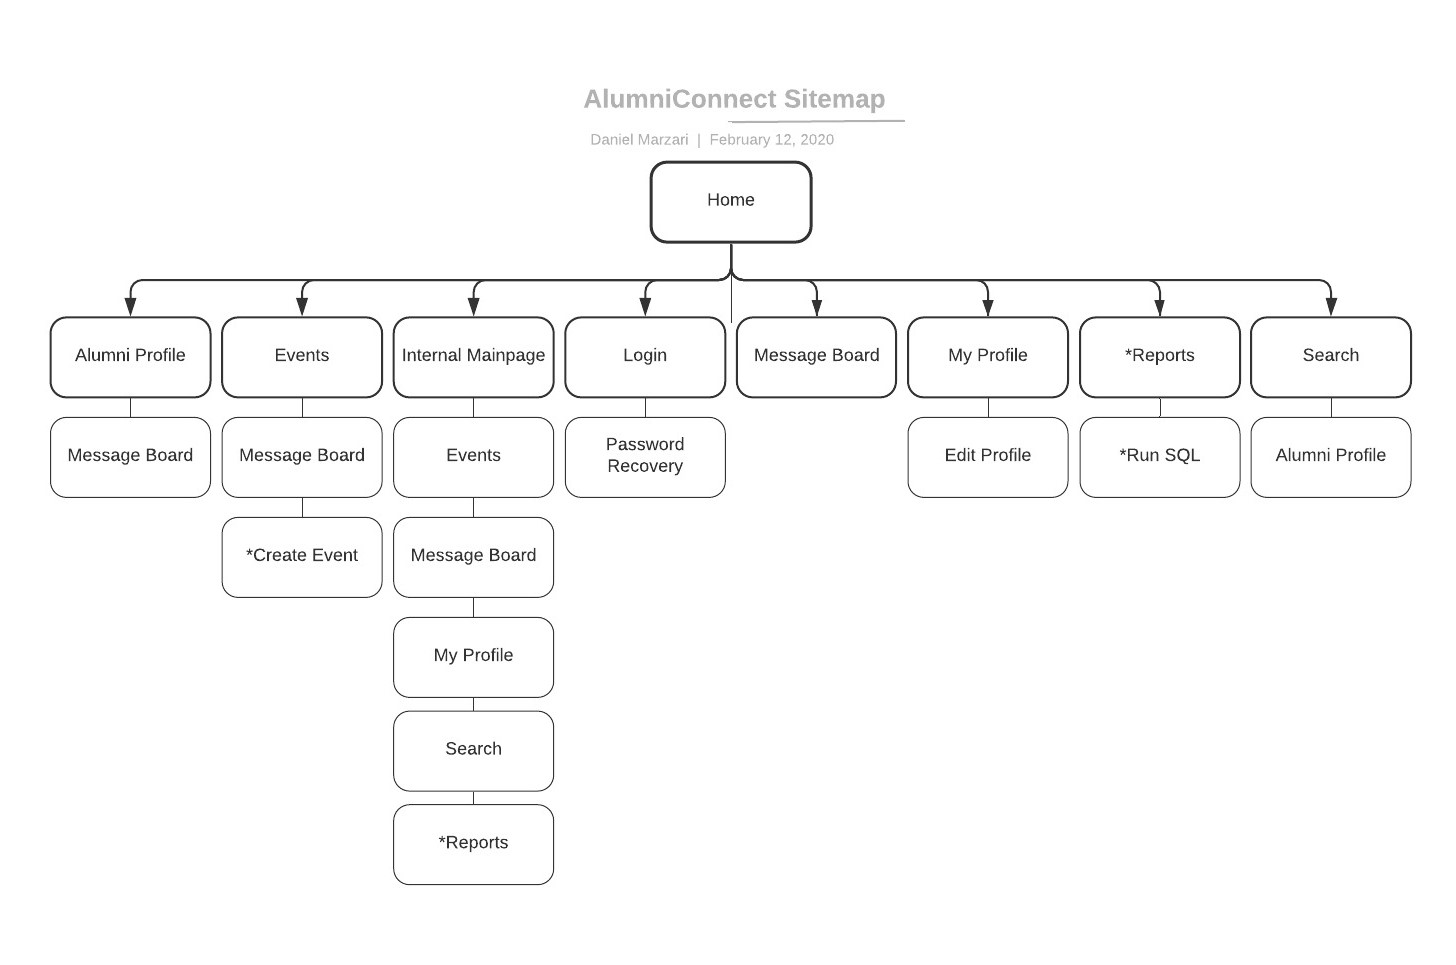 AlumniConnect Sitemap
Daniel Marzari | February 12, 2020
Home
Alumni Profile
Events
Internal Mainpage
Login
Message Board
My Profile
*Reports
Search
Message Board
Message Board
Events
Password
Recovery
Edit Profile
*Run SQL
Alumni Profile
*Create Event
Message Board
My Profile
Search
*Reports